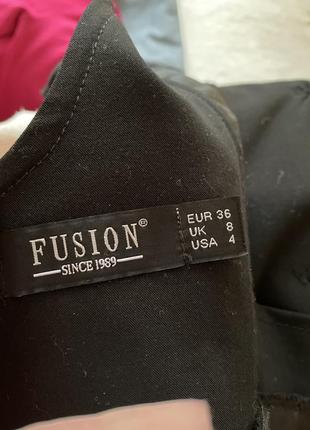 FUSION®
SINCE 1989
EUR 36
UK 8
USA 4